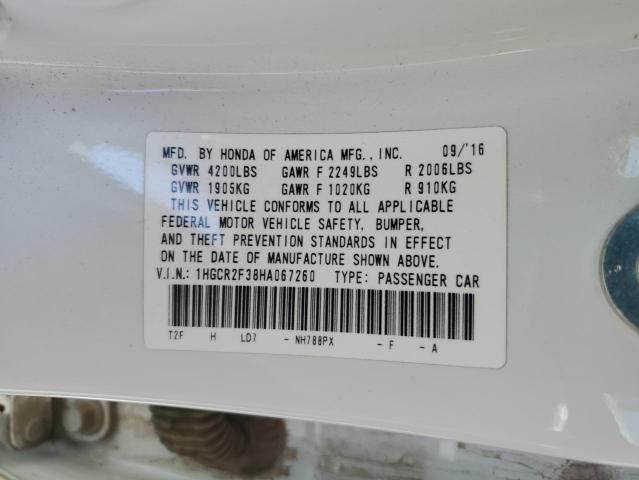 MFD. BY HONDA OF AMERICA MFG., INC. 09/'16
GVWR 4200LBS GAWR F 2249LBS R 2006LBS
GVWR 1905KG GAWR F 1020KG R 910KG
THIS VEHICLE CONFORMS TO ALL APPLICABLE
FEDERAL MOTOR VEHICLE SAFETY, BUMPER,
AND THEFT PREVENTION STANDARDS IN EFFECT
ON THE DATE OF MANUFACTURE SHOWN ABOVE.
V.I.N.: 1HGCR2F38HA067260 TYPE: PASSENGER CAR
T2F H LD7 - NH788PX - F - A